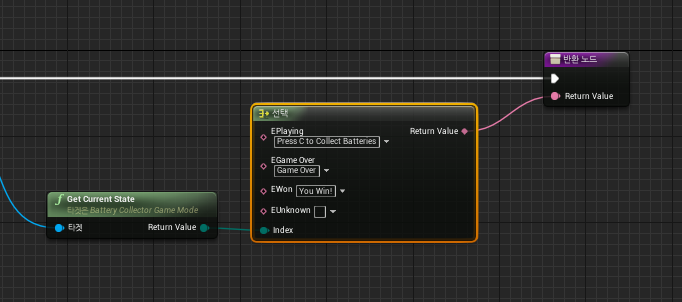 반환 노드
Return Value
선택
EPlaying
Return Value
Press C to Collect Batteries
EGame Over
Game Over
EWon
You Win!
EUnknown
Index
f Get Current State
타겟은 Battery Collector Game Mode
타겟
Return Value